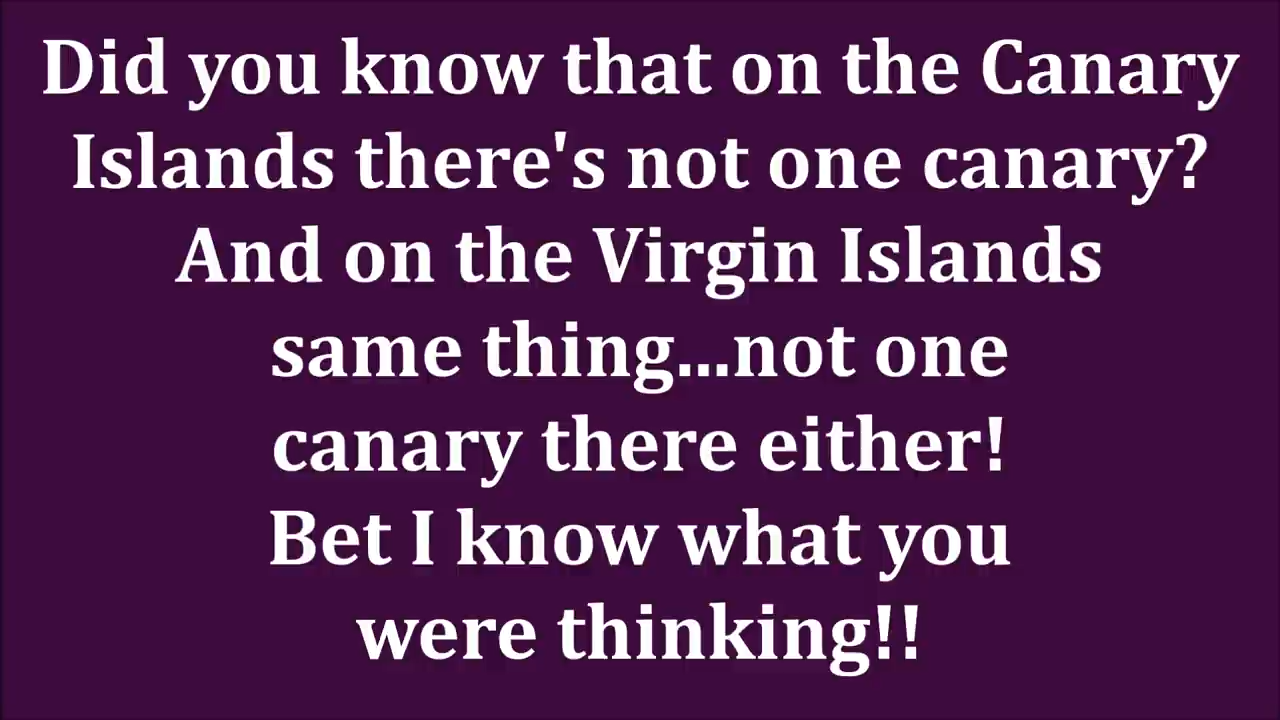 Did you know that on the Canary
Islands there's not one canary?
And on the Virgin Islands
same thing...not one
canary there either!
Bet I know what you
were thinking!!